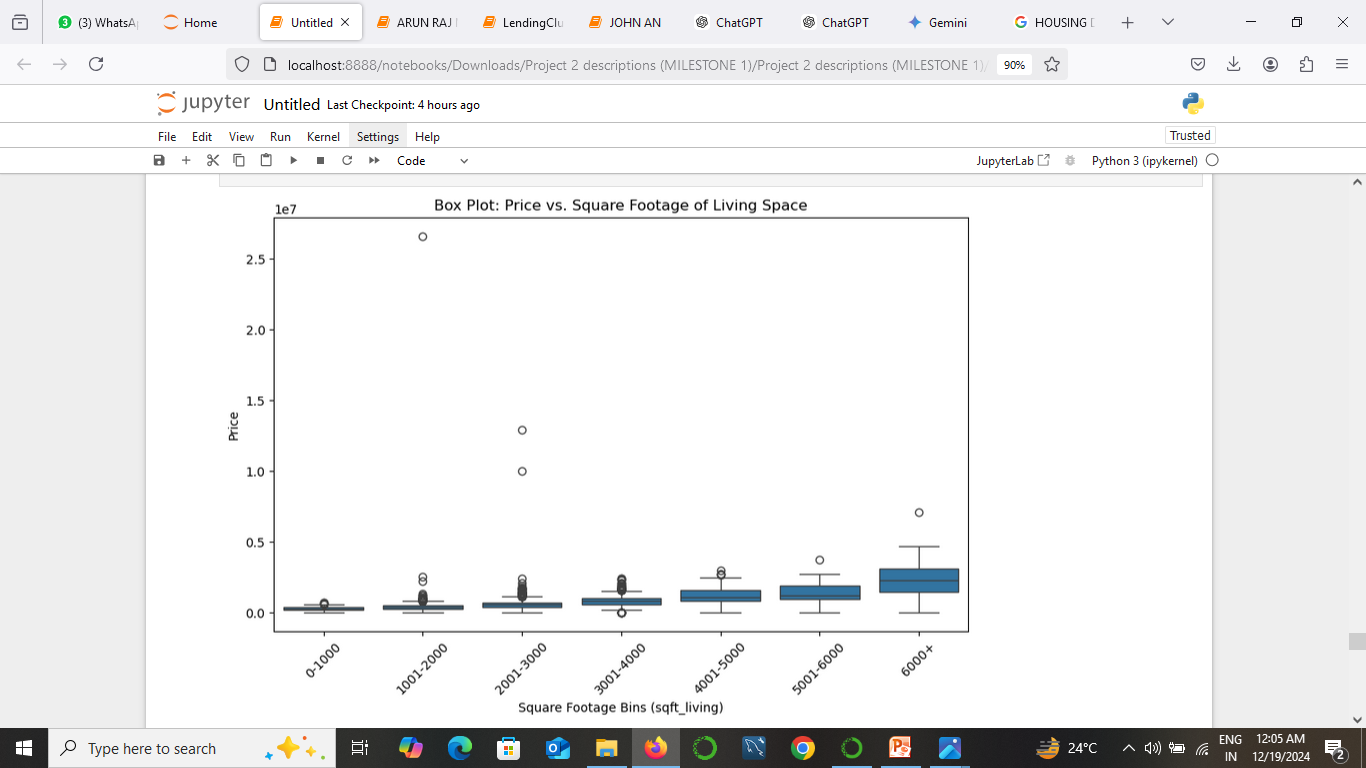 (3) WhatsA
Home
Untitled
ARUN RAJ
LendingClu
JOHN AN
ChatGPT
ChatGPT
Gemini
HOUSING D
localhost:8888/notebooks/Downloads/Project 2 descriptions (MILESTONE 1)/Project 2 descriptions (MILESTONE 1)/
90%
jupyter Untitled Last Checkpoint: 4 hours ago
File Edit View Run Kernel Settings Help
Trusted
Code
JupyterLab
Python 3 (ipykernel)
1e7
Box Plot: Price vs. Square Footage of Living Space
2.5
2.0
1.5
1.0
0.5
0.0
Price
0-1000
1001-2000
2001-3000
3001-4000
4001-5000
5001-6000
6000+
Square Footage Bins (sqft_living)
Type here to search
24°C
ENG
IN
12:05 AM
12/19/2024
2